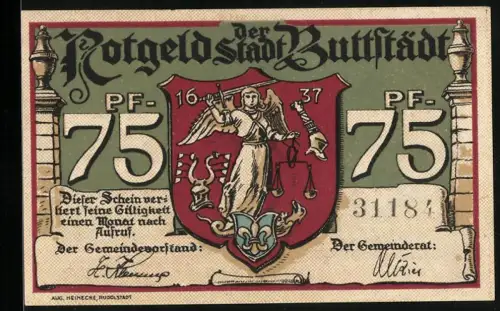 Notgeld der Stadt Buttstädt
PF- 16 37 PF-
75 75
Dieser Schein ver-
liert seine Gültigkeit
einen Monat nach
Aufruf.
31184
Der Gemeindevorstand: Der Gemeinderat:
AUG. HEINECKE, RUDOLSTADT